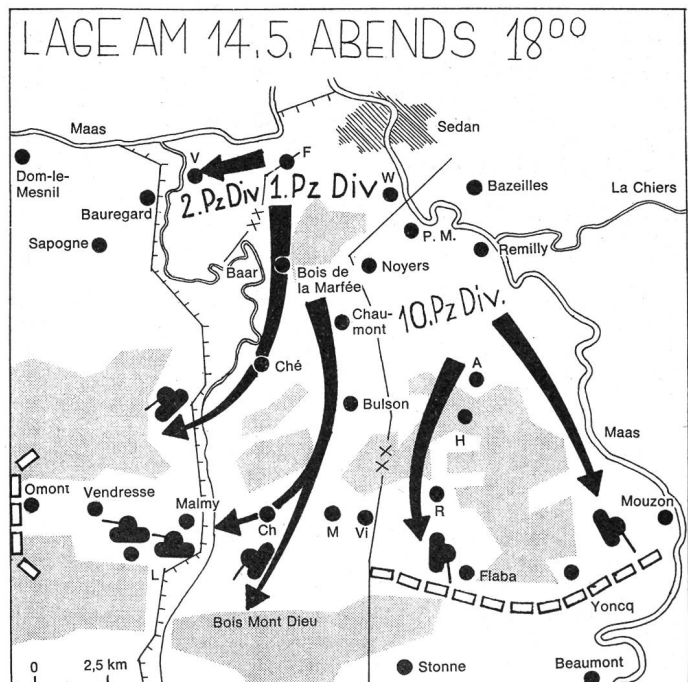 LAGE AM 14.5. ABENDS 18⁰⁰
Maas
Sedan
Dom-le-
Mesnil
V
F
2.PzDiv
1.Pz Div
W
Bazeilles
La Chiers
Bauregard
Sapogne
P. M.
Remilly
Baar
Bois de
la Marfée
Noyers
10.Pz Div.
Chau-
mont
Ché
A
Bulson
H
Maas
Omont
Vendresse
Malmy
Ch
M
Vi
R
Mouzon
L
Flaba
Yoncq
Bois Mont Dieu
0
2,5 km
Stonne
Beaumont